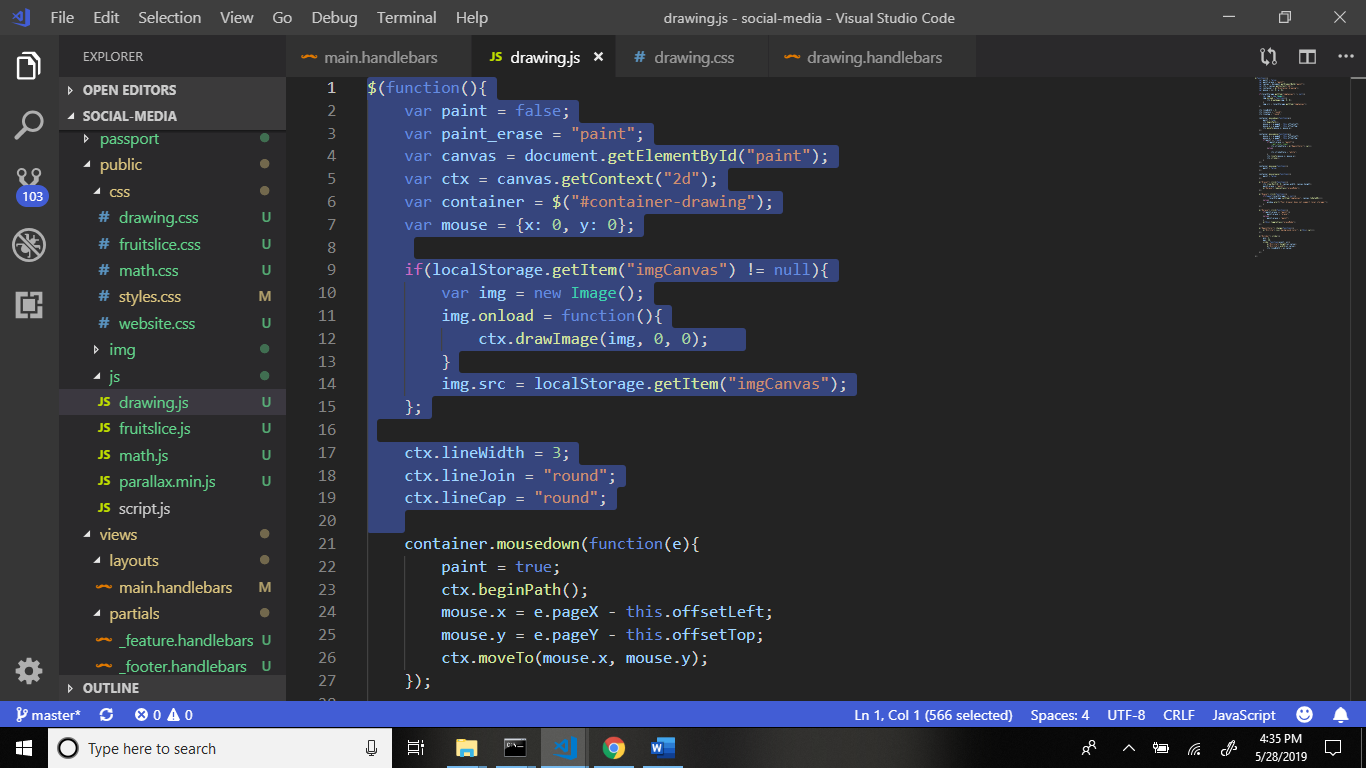 File Edit Selection View Go Debug Terminal Help
drawing.js - social-media - Visual Studio Code
EXPLORER
OPEN EDITORS
SOCIAL-MEDIA
passport
public
css
# drawing.css U
# fruitslice.css U
# math.css U
# styles.css M
# website.css U
img
js
JS drawing.js U
JS fruitslice.js U
JS math.js U
JS parallax.min.js U
JS script.js
views
layouts
main.handlebars M
partials
_feature.handlebars U
_footer.handlebars U
OUTLINE
103
main.handlebars
JS drawing.js ×
# drawing.css
drawing.handlebars
1 $(function(){
2 var paint = false;
3 var paint_erase = "paint";
4 var canvas = document.getElementById("paint");
5 var ctx = canvas.getContext("2d");
6 var container = $("#container-drawing");
7 var mouse = {x: 0, y: 0};
8
9 if(localStorage.getItem("imgCanvas") != null){
10 var img = new Image();
11 img.onload = function(){
12 ctx.drawImage(img, 0, 0);
13 }
14 img.src = localStorage.getItem("imgCanvas");
15 };
16
17 ctx.lineWidth = 3;
18 ctx.lineJoin = "round";
19 ctx.lineCap = "round";
20
21 container.mousedown(function(e){
22 paint = true;
23 ctx.beginPath();
24 mouse.x = e.pageX - this.offsetLeft;
25 mouse.y = e.pageY - this.offsetTop;
26 ctx.moveTo(mouse.x, mouse.y);
27 });
master* 0 0
Ln 1, Col 1 (566 selected) Spaces: 4 UTF-8 CRLF JavaScript
Type here to search
4:35 PM
5/28/2019